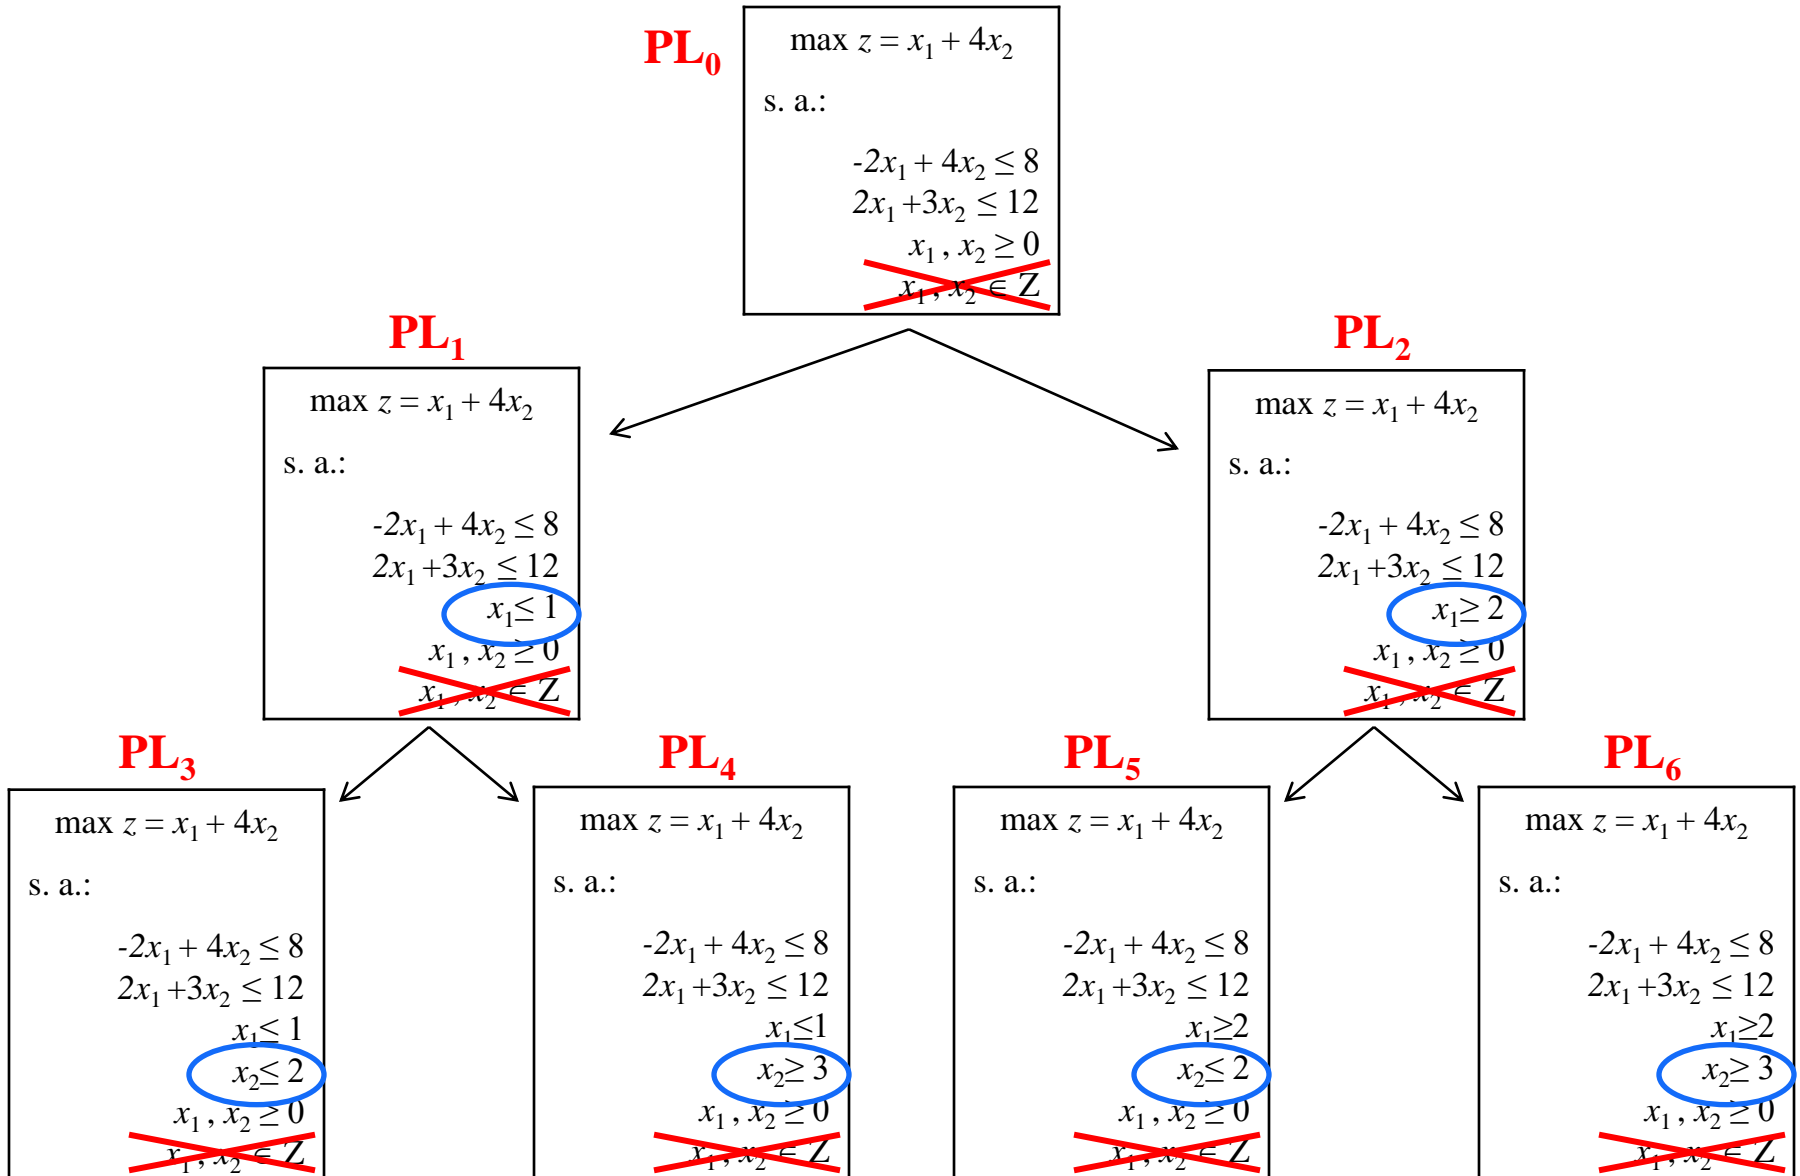 PL0
max z = x1 + 4x2
s. a.:
-2x1 + 4x2 ≤ 8
2x1 +3x2 ≤ 12
x1 , x2 ≥ 0
x1 , x2 ∈ Z
PL1
max z = x1 + 4x2
s. a.:
-2x1 + 4x2 ≤ 8
2x1 +3x2 ≤ 12
x1≤ 1
x1 , x2 ≥ 0
x1 , x2 ∈ Z
PL2
max z = x1 + 4x2
s. a.:
-2x1 + 4x2 ≤ 8
2x1 +3x2 ≤ 12
x1≥ 2
x1 , x2 ≥ 0
x1 , x2 ∈ Z
PL3
max z = x1 + 4x2
s. a.:
-2x1 + 4x2 ≤ 8
2x1 +3x2 ≤ 12
x1≤ 1
x2≤ 2
x1 , x2 ≥ 0
x1 , x2 ∈ Z
PL4
max z = x1 + 4x2
s. a.:
-2x1 + 4x2 ≤ 8
2x1 +3x2 ≤ 12
x1≤1
x2≥ 3
x1 , x2 ≥ 0
x1 , x2 ∈ Z
PL5
max z = x1 + 4x2
s. a.:
-2x1 + 4x2 ≤ 8
2x1 +3x2 ≤ 12
x1≥2
x2≤ 2
x1 , x2 ≥ 0
x1 , x2 ∈ Z
PL6
max z = x1 + 4x2
s. a.:
-2x1 + 4x2 ≤ 8
2x1 +3x2 ≤ 12
x1≥2
x2≥ 3
x1 , x2 ≥ 0
x1 , x2 ∈ Z